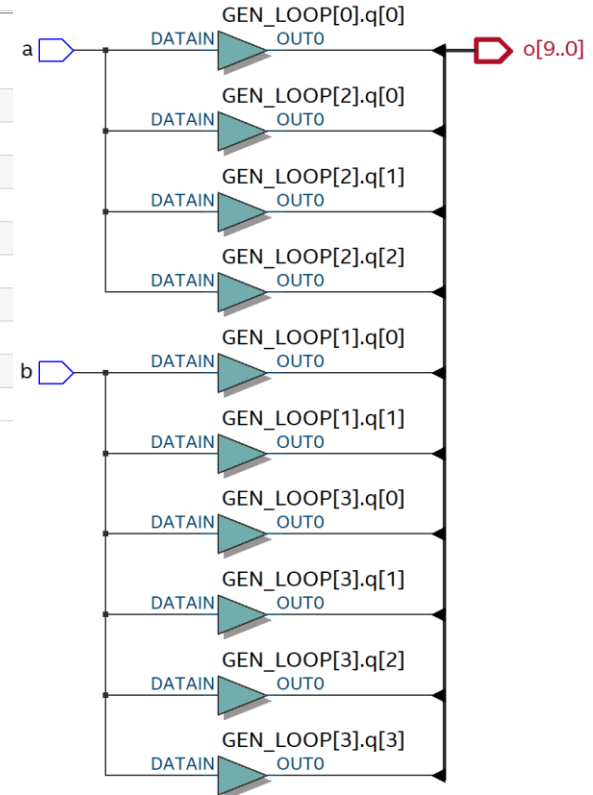 GEN_LOOP[0].q[0]
a DATAIN OUT0 o[9..0]
GEN_LOOP[2].q[0]
DATAIN OUT0
GEN_LOOP[2].q[1]
DATAIN OUT0
GEN_LOOP[2].q[2]
DATAIN OUT0
GEN_LOOP[1].q[0]
b DATAIN OUT0
GEN_LOOP[1].q[1]
DATAIN OUT0
GEN_LOOP[3].q[0]
DATAIN OUT0
GEN_LOOP[3].q[1]
DATAIN OUT0
GEN_LOOP[3].q[2]
DATAIN OUT0
GEN_LOOP[3].q[3]
DATAIN OUT0